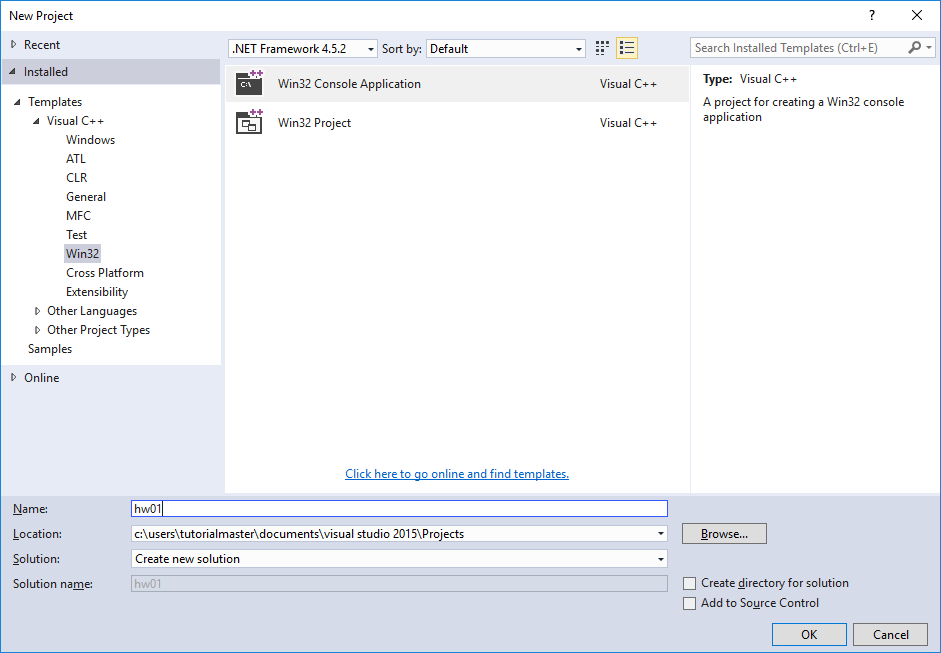 New Project
?
Recent
.NET Framework 4.5.2
Sort by:
Default
Search Installed Templates (Ctrl+E)
Installed
Templates
Visual C++
Windows
ATL
CLR
General
MFC
Test
Win32
Cross Platform
Extensibility
Other Languages
Other Project Types
Samples
Online
C:\
Win32 Console Application
Visual C++
Win32 Project
Visual C++
Click here to go online and find templates.
Type: Visual C++
A project for creating a Win32 console
application
Name:
hw01
Location:
c:\users\tutorialmaster\documents\visual studio 2015\Projects
Browse...
Solution:
Create new solution
Solution name:
hw01
Create directory for solution
Add to Source Control
OK
Cancel